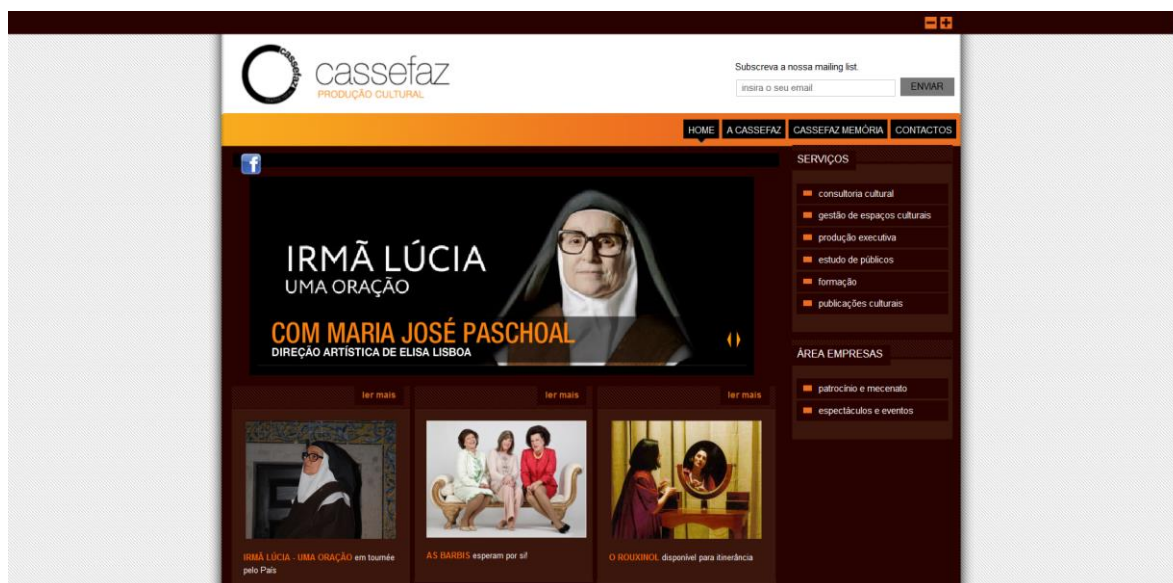 cassefaz
cassefaz
PRODUÇÃO CULTURAL
Subscreva a nossa mailing list.
insira o seu email
ENVIAR
HOME
A CASSEFAZ
CASSEFAZ MEMÓRIA
CONTACTOS
f
IRMÃ LÚCIA
UMA ORAÇÃO
COM MARIA JOSÉ PASCHOAL
DIREÇÃO ARTÍSTICA DE ELISA LISBOA
SERVIÇOS
consultoria cultural
gestão de espaços culturais
produção executiva
estudo de públicos
formação
publicações culturais
ÁREA EMPRESAS
patrocínio e mecenato
espectáculos e eventos
ler mais
IRMÃ LÚCIA - UMA ORAÇÃO em tournée
pelo País
ler mais
AS BARBIS esperam por si!
ler mais
O ROUXINOL disponível para itinerância